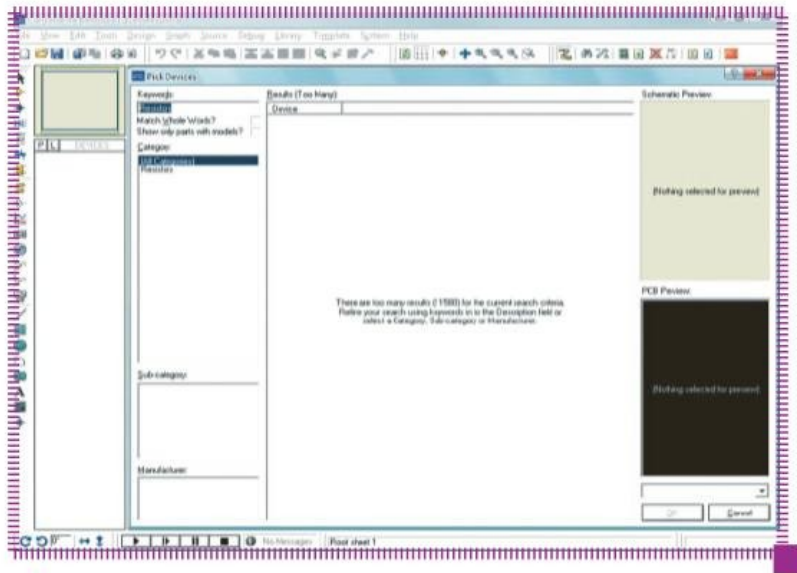 View Edit Tools Design Graph Source Debug Library Template System Help
Pick Devices
Keywords:
Resistor
Match Whole Words?
Show only parts with models?
Category:
(All Categories)
Resistors
Sub-category:
Manufacturer:
Results (Too Many):
Device
There are too many results for the current search criteria.
Refine your search using keywords in to the Description field or
select a Category, Sub-category or Manufacturer.
Schematic Preview:
(Nothing selected for preview)
PCB Preview:
(Nothing selected for preview)
Cancel
P L DEVICES
No Messages
Root sheet 1